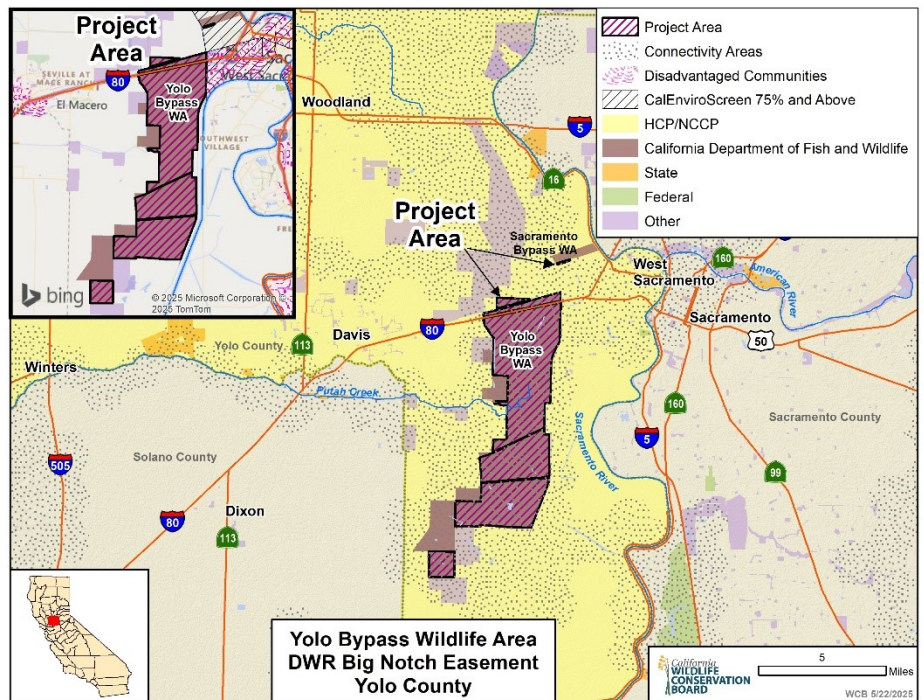 Project
Area
SEVILLE AT
MACE RANCH
80
El Macero
Yolo
Bypass
WA
West Sac
SOUTHWEST
VILLAGE
bing
© 2025 Microsoft Corporation ©
2025 TomTom
Project Area
Connectivity Areas
Disadvantaged Communities
CalEnviroScreen 75% and Above
HCP/NCCP
California Department of Fish and Wildlife
State
Federal
Other
Woodland
5
16
Project
Area
Sacramento
Bypass WA
West
Sacramento
160
American River
Sacramento
50
Yolo
Bypass
WA
80
Davis
Yolo County
113
Winters
Putah Creek
Sacramento River
160
5
Sacramento County
99
Solano County
505
80
Dixon
113
Yolo Bypass Wildlife Area
DWR Big Notch Easement
Yolo County
California
WILDLIFE
CONSERVATION
BOARD
5
Miles
WCB 5/22/2025